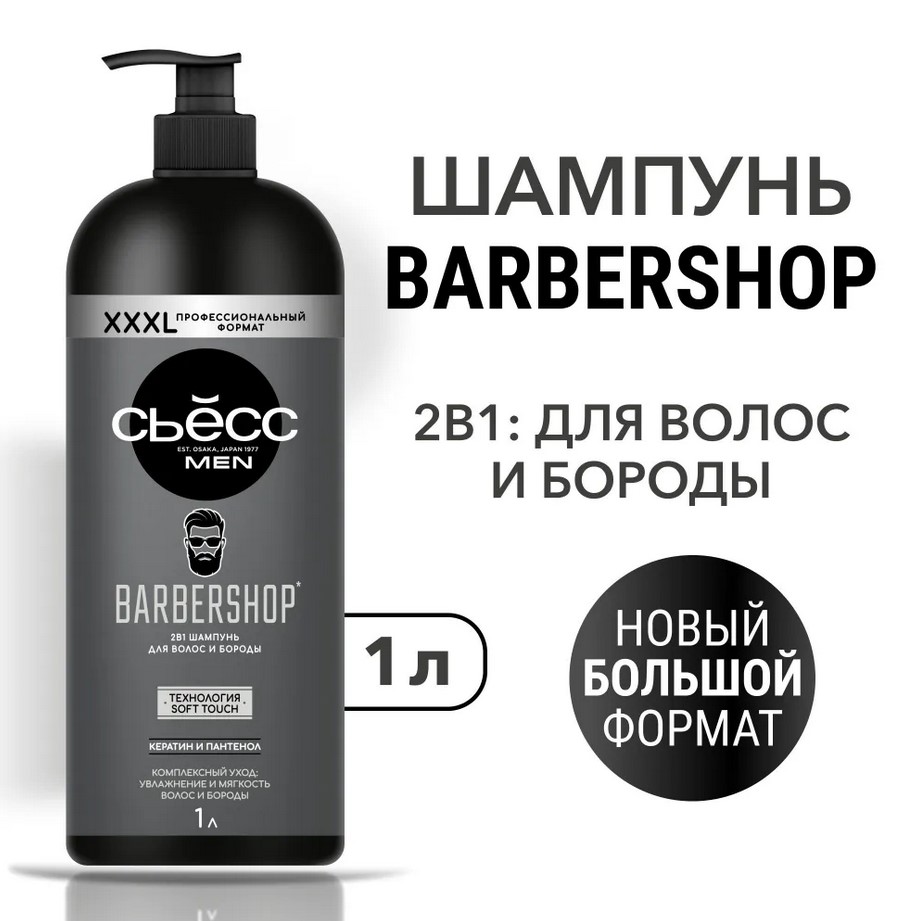 XXXL ПРОФЕССИОНАЛЬНЫЙ
ФОРМАТ
СЬЁСС
EST. OSAKA, JAPAN 1977
MEN
BARBERSHOP*
2В1 ШАМПУНЬ
ДЛЯ ВОЛОС И БОРОДЫ
ТЕХНОЛОГИЯ
SOFT TOUCH
КЕРАТИН И ПАНТЕНОЛ
КОМПЛЕКСНЫЙ УХОД:
УВЛАЖНЕНИЕ И МЯГКОСТЬ
ВОЛОС И БОРОДЫ
1 л
ШАМПУНЬ
BARBERSHOP
2В1: ДЛЯ ВОЛОС
И БОРОДЫ
1 л
НОВЫЙ
БОЛЬШОЙ
ФОРМАТ